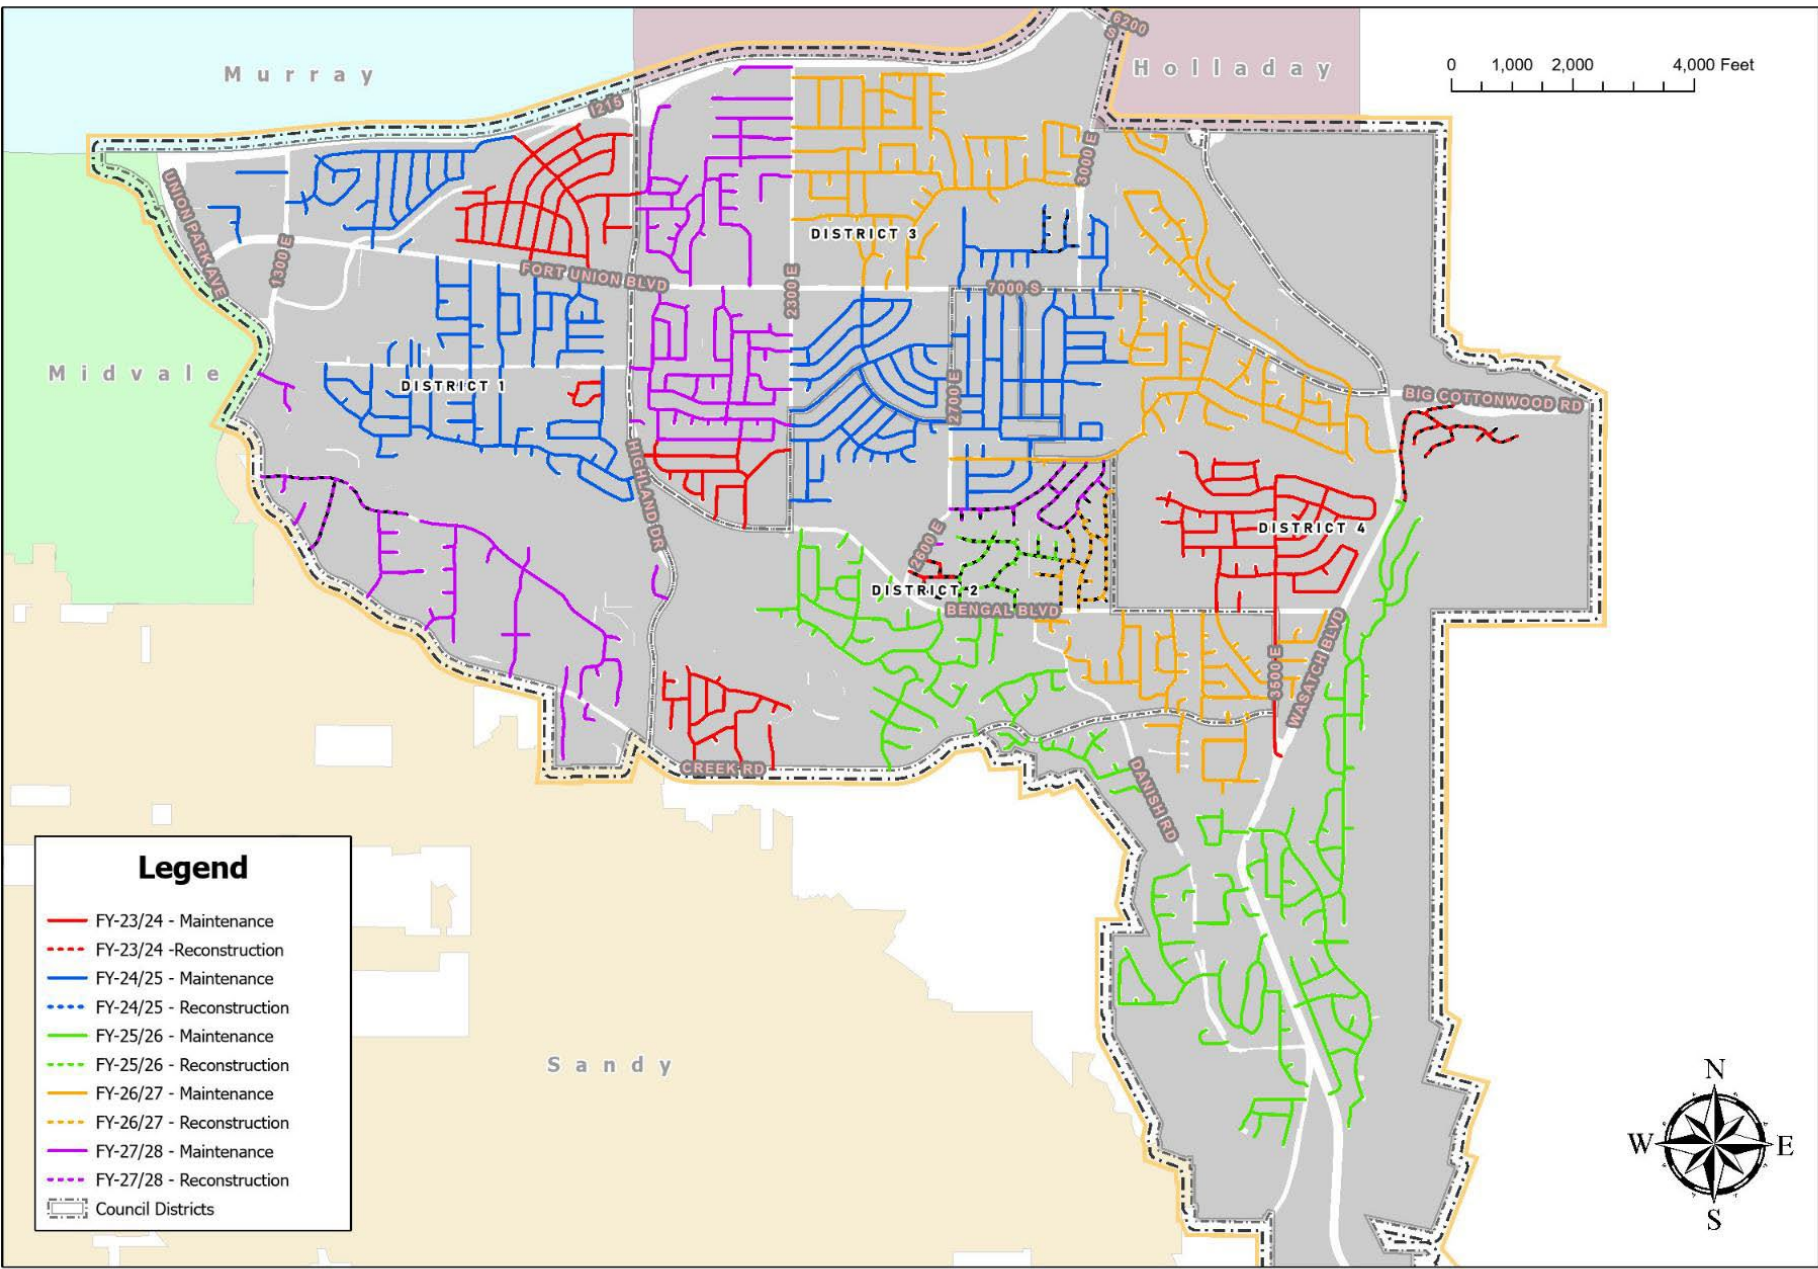 6200
S
Murray
Holladay
0 1,000 2,000 4,000 Feet
I215
3000 E
UNION PARK AVE
1300 E
DISTRICT 3
FORT UNION BLVD
2300 E
7000 S
Midvale
DISTRICT 1
2700 E
BIG COTTONWOOD RD
HIGHLAND DR
DISTRICT 4
2600 E
DISTRICT 2
BENGAL BLVD
3500 E
WASATCH BLVD
CREEK RD
DANISH RD
Sandy
Legend
FY-23/24 - Maintenance
FY-23/24 -Reconstruction
FY-24/25 - Maintenance
FY-24/25 - Reconstruction
FY-25/26 - Maintenance
FY-25/26 - Reconstruction
FY-26/27 - Maintenance
FY-26/27 - Reconstruction
FY-27/28 - Maintenance
FY-27/28 - Reconstruction
Council Districts
N
W E
S